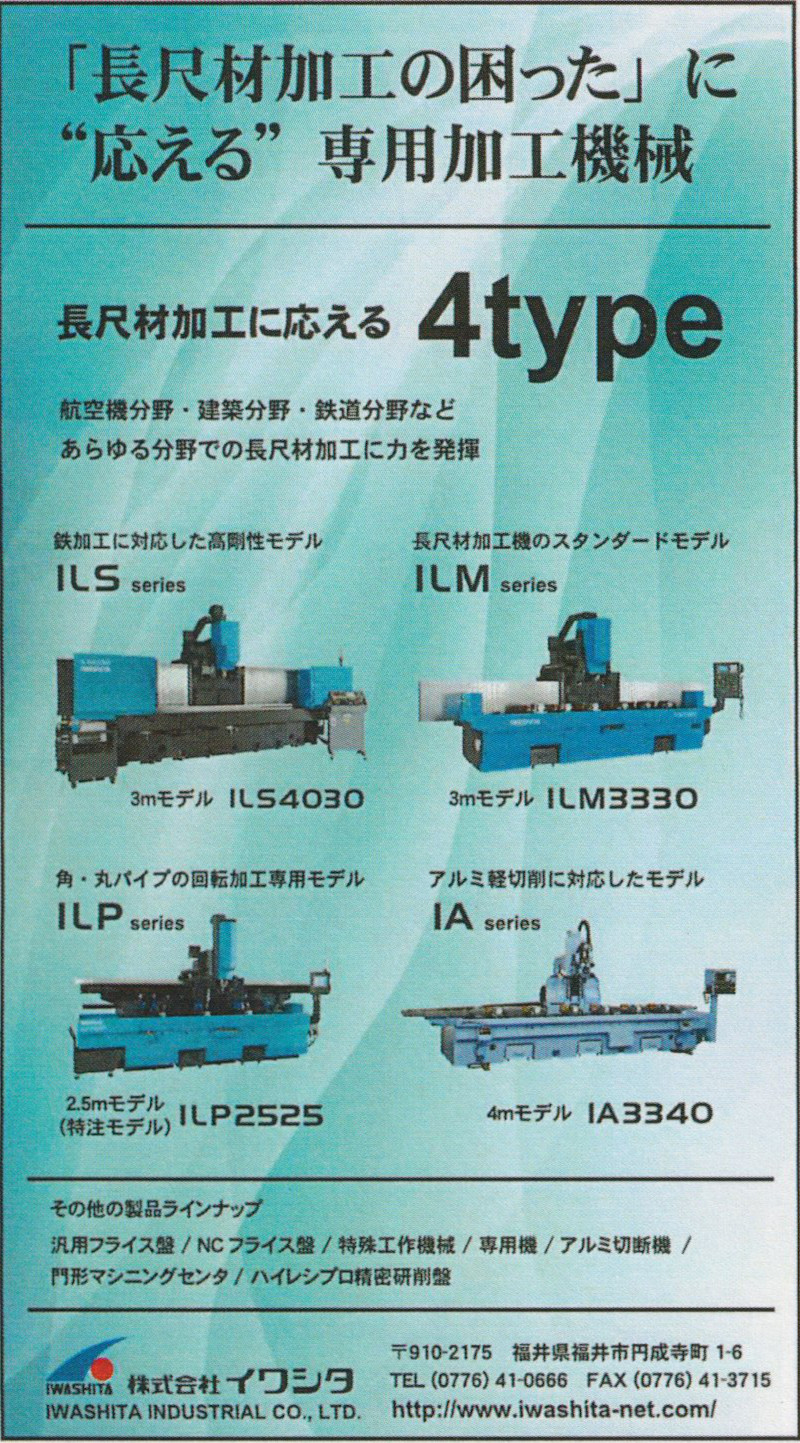 「長尺材加工の困った」に
“応える” 専用加工機械
長尺材加工に応える 4type
航空機分野・建築分野・鉄道分野など
あらゆる分野での長尺材加工に力を発揮
鉄加工に対応した高剛性モデル
ILS series
3mモデル ILS4030
長尺材加工機のスタンダードモデル
ILM series
3mモデル ILM3330
角・丸パイプの回転加工専用モデル
ILP series
2.5mモデル
(特注モデル) ILP2525
アルミ軽切削に対応したモデル
IA series
4mモデル IA3340
その他の製品ラインナップ
汎用フライス盤 / NCフライス盤 / 特殊工作機械 / 専用機 / アルミ切断機 /
門形マシニングセンタ / ハイレシプロ精密研削盤
IWASHITA 株式会社イワシタ
IWASHITA INDUSTRIAL CO., LTD.
〒910-2175 福井県福井市円成寺町 1-6
TEL (0776) 41-0666 FAX (0776) 41-3715
http://www.iwashita-net.com/